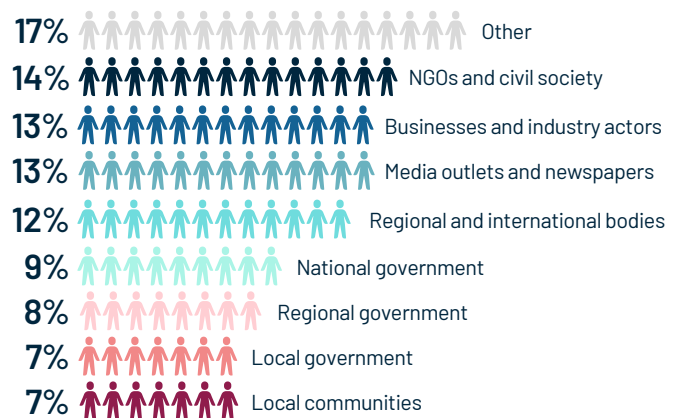 17% Other
14% NGOs and civil society
13% Businesses and industry actors
13% Media outlets and newspapers
12% Regional and international bodies
9% National government
8% Regional government
7% Local government
7% Local communities